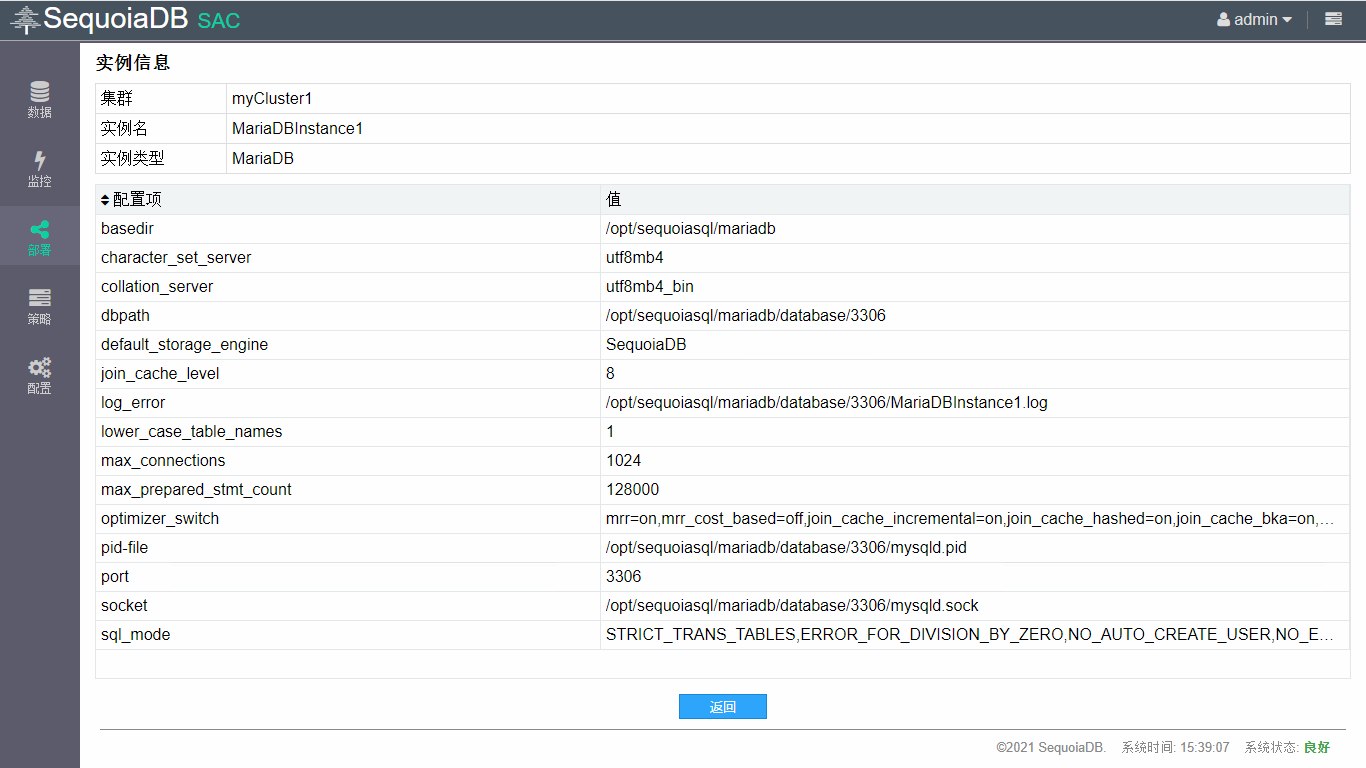 SequoiaDB SAC
admin
数据
监控
部署
策略
配置
实例信息
集群 myCluster1
实例名 MariaDBInstance1
实例类型 MariaDB
配置项 值
basedir /opt/sequoiasql/mariadb
character_set_server utf8mb4
collation_server utf8mb4_bin
dbpath /opt/sequoiasql/mariadb/database/3306
default_storage_engine SequoiaDB
join_cache_level 8
log_error /opt/sequoiasql/mariadb/database/3306/MariaDBInstance1.log
lower_case_table_names 1
max_connections 1024
max_prepared_stmt_count 128000
optimizer_switch mrr=on,mrr_cost_based=off,join_cache_incremental=on,join_cache_hashed=on,join_cache_bka=on,...
pid-file /opt/sequoiasql/mariadb/database/3306/mysqld.pid
port 3306
socket /opt/sequoiasql/mariadb/database/3306/mysqld.sock
sql_mode STRICT_TRANS_TABLES,ERROR_FOR_DIVISION_BY_ZERO,NO_AUTO_CREATE_USER,NO_E...
返回
©2021 SequoiaDB. 系统时间: 15:39:07 系统状态: 良好